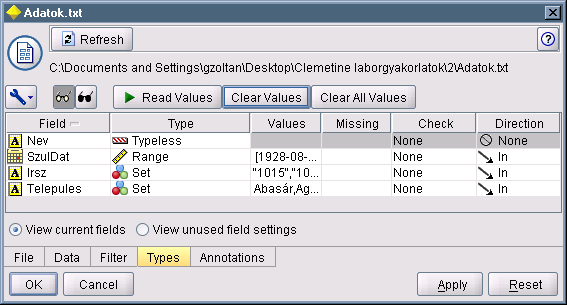 Adatok.txt
Refresh
?
C:\Documents and Settings\gzoltan\Desktop\Clemetine laborgyakorlatok\2\Adatok.txt
Read Values Clear Values Clear All Values
Field Type Values Missing Check Direction
A Nev Typeless None None
SzulDat Range [1928-08-... None In
A Irsz Set "1015","10... None In
A Telepules Set Abasár,Ag... None In
View current fields View unused field settings
File Data Filter Types Annotations
OK Cancel Apply Reset